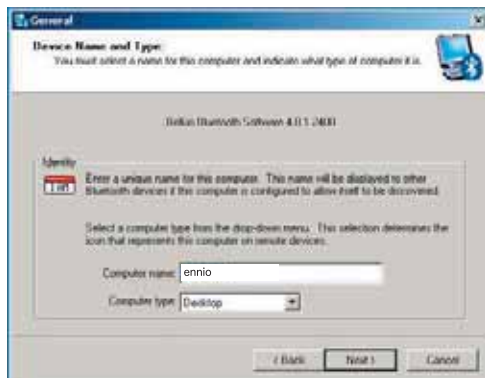 General
Device Name and Type:
You must select a name for this computer and indicate what type of computer it is.
Belkin Bluetooth Software 4.0.1.2400
Identity
Enter a unique name for this computer. This name will be displayed to other
Bluetooth devices if this computer is configured to allow itself to be discovered.
Select a computer type from the drop-down menu. This selection determines the
icon that represents this computer on remote devices.
Computer name: ennio
Computer type: Desktop
< Back Next > Cancel